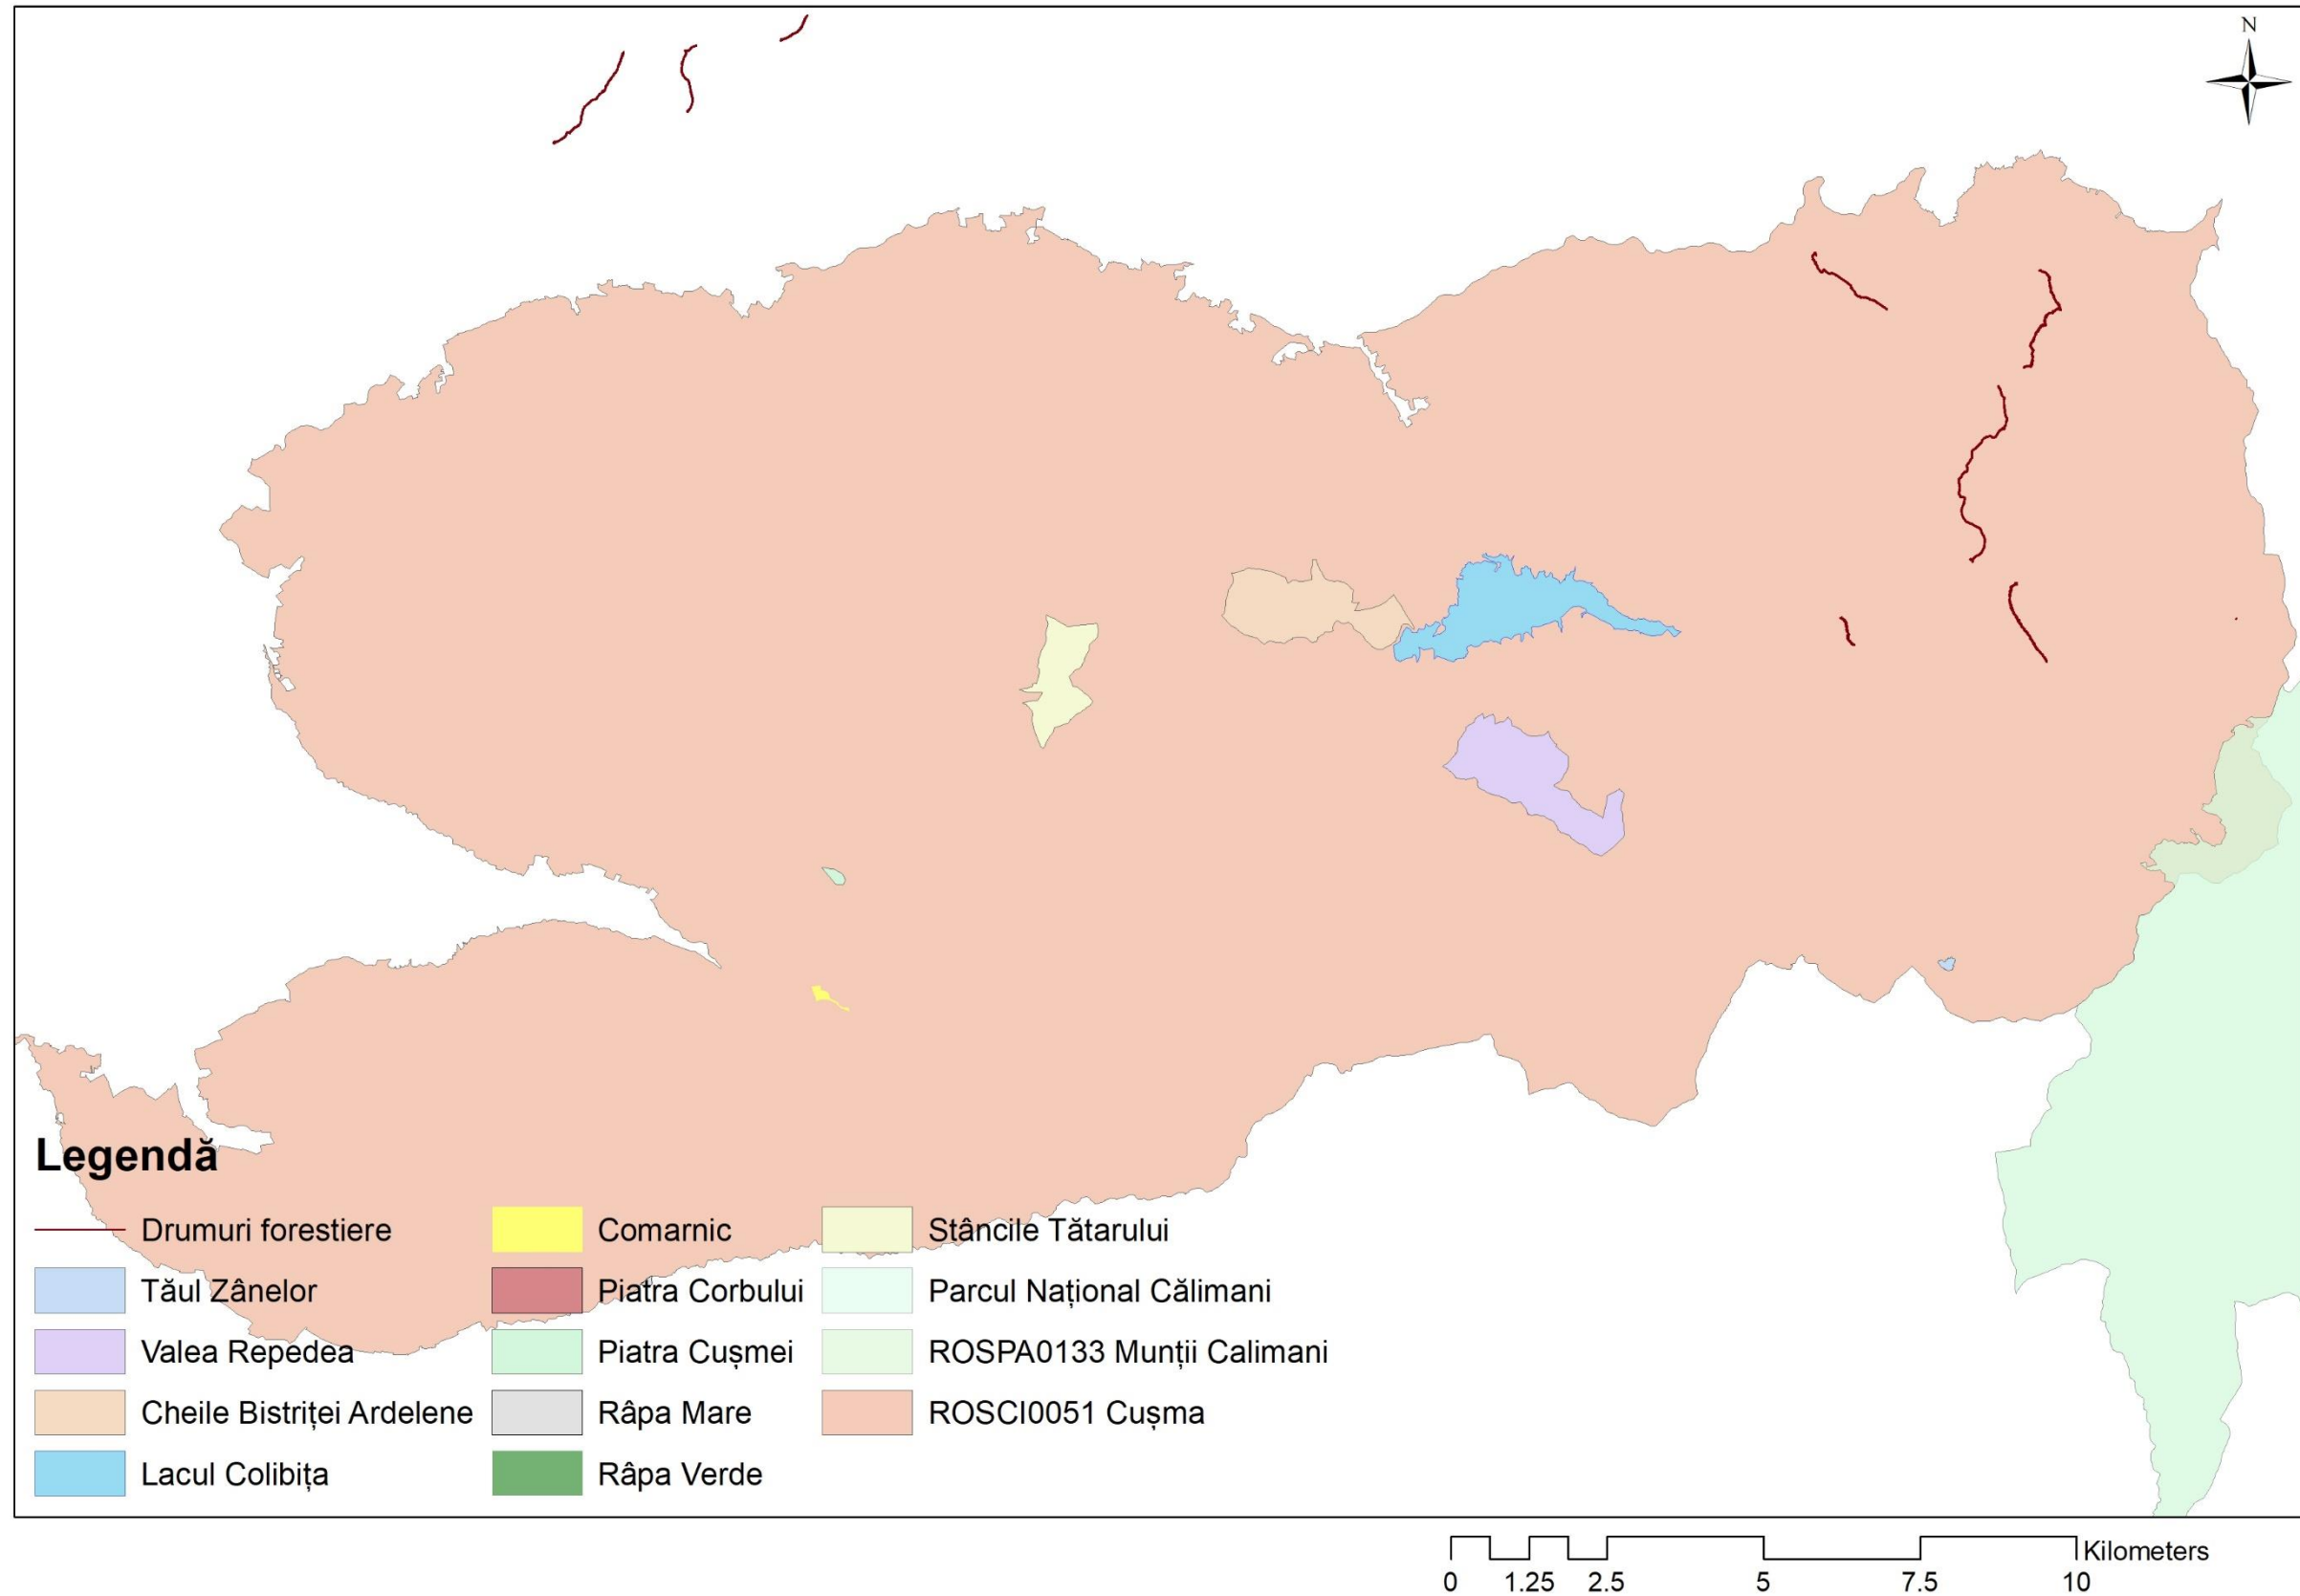 N
Legendă
Drumuri forestiere
Tăul Zânelor
Valea Repedea
Cheile Bistriței Ardelene
Lacul Colibița
Comarnic
Piatra Corbului
Piatra Cușmei
Râpa Mare
Râpa Verde
Stâncile Tătarului
Parcul Național Călimani
ROSPA0133 Munții Calimani
ROSCI0051 Cușma
Kilometers
0 1.25 2.5 5 7.5 10